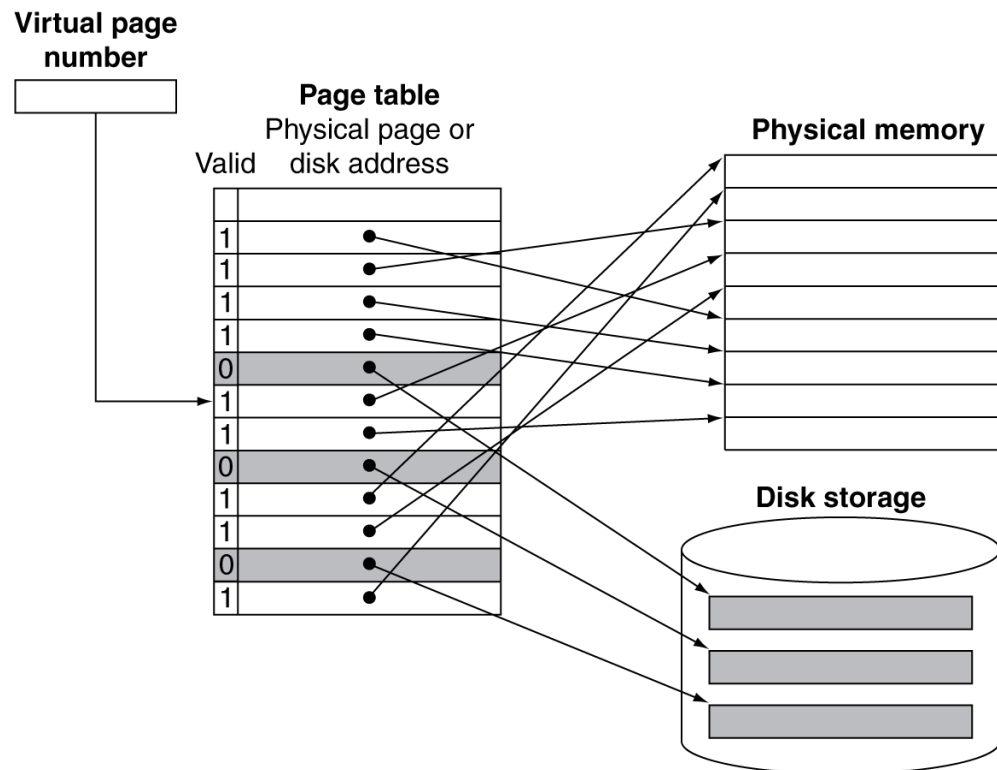 Virtual page
number
Page table
Physical page or
Valid disk address
Physical memory
1
1
1
1
0
1
1
0
1
1
0
1
Disk storage